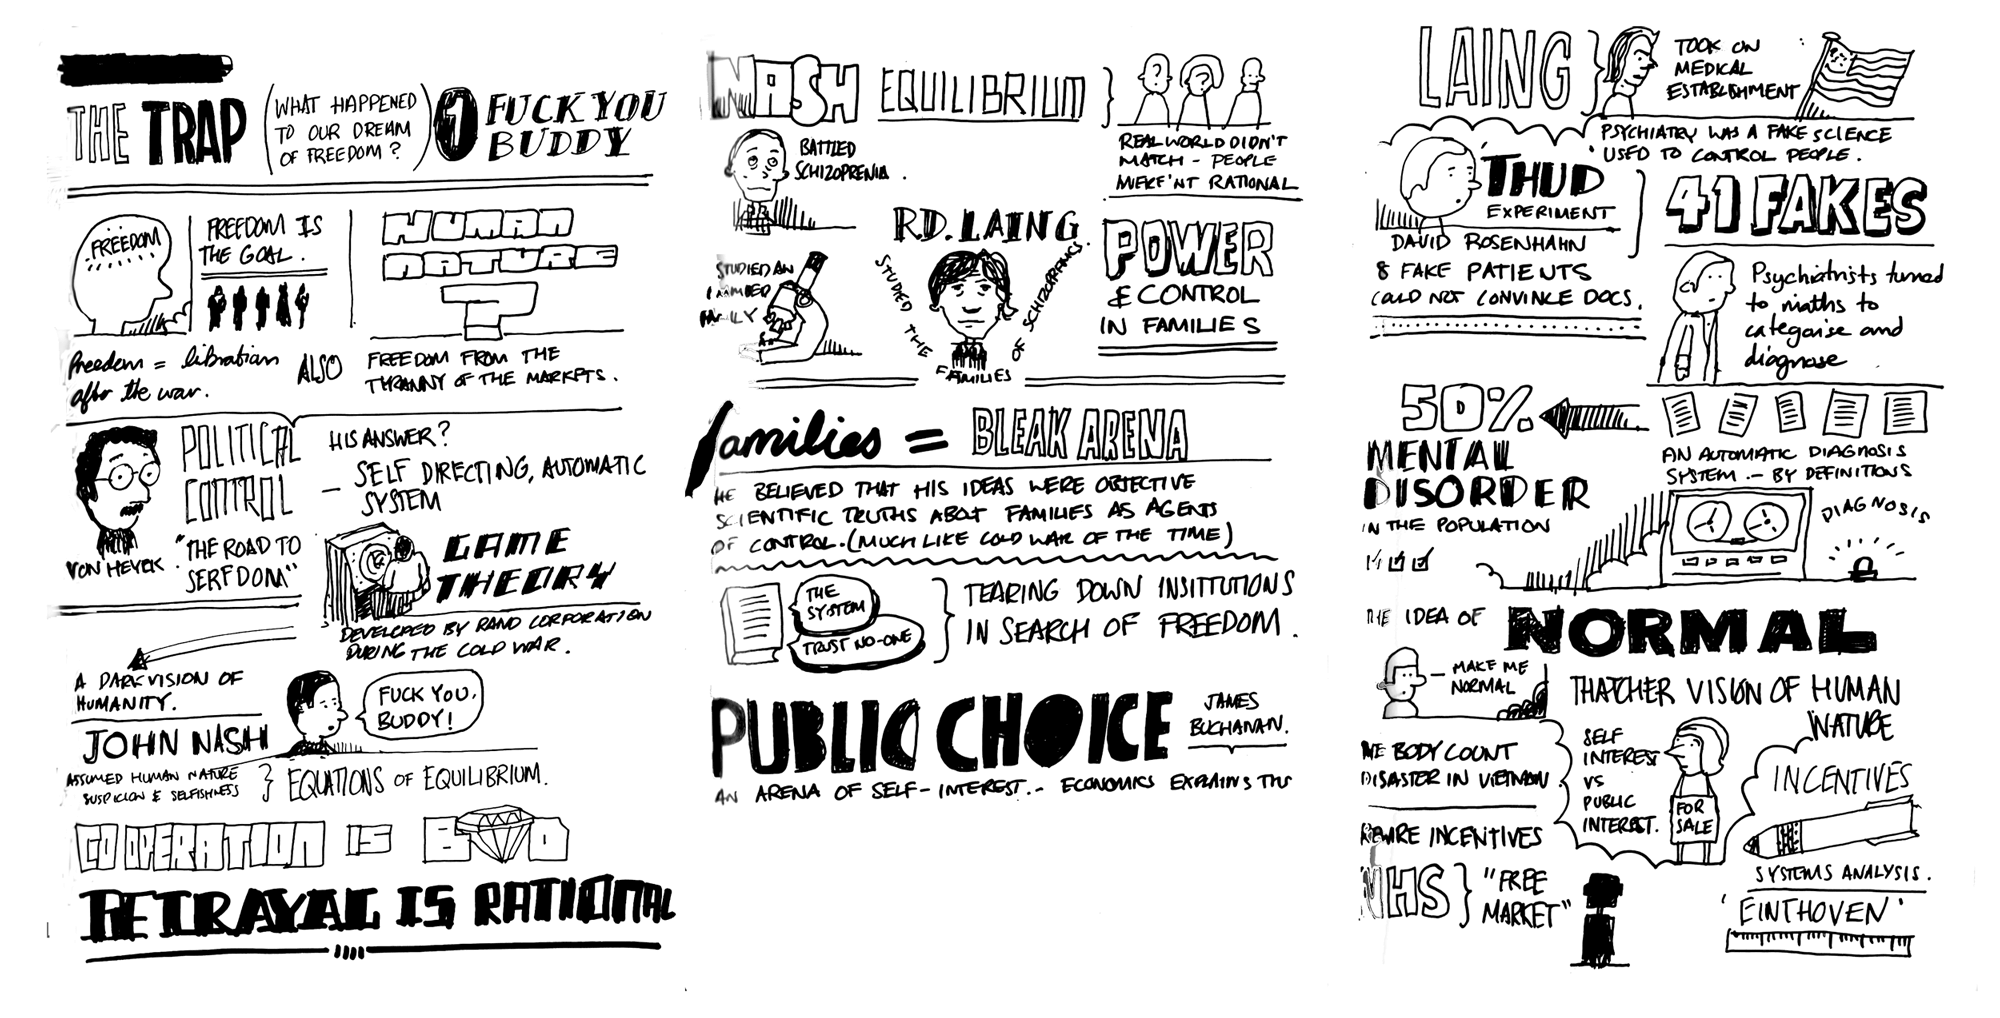 THE TRAP
(WHAT HAPPENED
TO OUR DREAM
OF FREEDOM?)
1
FUCK YOU
BUDDY
FREEDOM
FREEDOM IS
THE GOAL.
HUMAN
NATURE
freedom = libratian
after the war.
ALSO
FREEDOM FROM THE
TYRANNY OF THE MARKETS.
VON HEYEK
POLITICAL
CONTROL
"THE ROAD TO
SERFDOM"
HIS ANSWER?
— SELF DIRECTING, AUTOMATIC
SYSTEM
GAME
THEORY
DEVELOPED BY RAND CORPORATION
DURING THE COLD WAR.
A DARK VISION OF
HUMANITY.
JOHN NASH
FUCK YOU,
BUDDY!
ASSUMED HUMAN NATURE
SUSPICION & SELFISHNESS
} EQUATIONS OF EQUILIBRIUM.
COOPERATION IS BAD
BETRAYAL IS RATIONAL
NASH EQUILIBRIUM }
? ?
BATTLED
SCHIZOPRENIA.
REAL WORLD DIDN'T
MATCH - PEOPLE
WERE'NT RATIONAL
R.D. LAING
STUDIED THE FAMILIES OF SCHIZOPRANICS.
STUDIED AN
FAMILY
POWER
& CONTROL
IN FAMILIES
families = BLEAK ARENA
HE BELIEVED THAT HIS IDEAS WERE OBJECTIVE
SCIENTIFIC TRUTHS ABOUT FAMILIES AS AGENTS
OF CONTROL. (MUCH LIKE COLD WAR OF THE TIME)
THE
SYSTEM
TRUST NO-ONE
} TEARING DOWN INSITTUTIONS
IN SEARCH OF FREEDOM.
PUBLIC CHOICE
JAMES
BUCHANAN.
AN ARENA OF SELF-INTEREST. - ECONOMICS EXPLAINS THIS
LAING }
TOOK ON
MEDICAL
ESTABLISHMENT
PSYCHIATRY WAS A FAKE SCIENCE
USED TO CONTROL PEOPLE.
THUD
EXPERIMENT
DAVID ROSENHAHN
8 FAKE PATIENTS
COULD NOT CONVINCE DOCS.
41 FAKES
Psychiatrists turned
to maths to
categorise and
diagnose
50%
MENTAL
DISORDER
IN THE POPULATION
AN AUTOMATIC DIAGNOSIS
SYSTEM. - BY DEFINITIONS
DIAGNOSIS
THE IDEA OF NORMAL
— MAKE ME
NORMAL
THATCHER VISION OF HUMAN
NATURE
THE BODY COUNT
DISASTER IN VIETNAM.
SELF
INTEREST
VS
PUBLIC
INTEREST.
FOR
SALE
INCENTIVES
REWIRE INCENTIVES
NHS } "FREE
MARKET"
SYSTEMS ANALYSIS.
'EINTHOVEN'